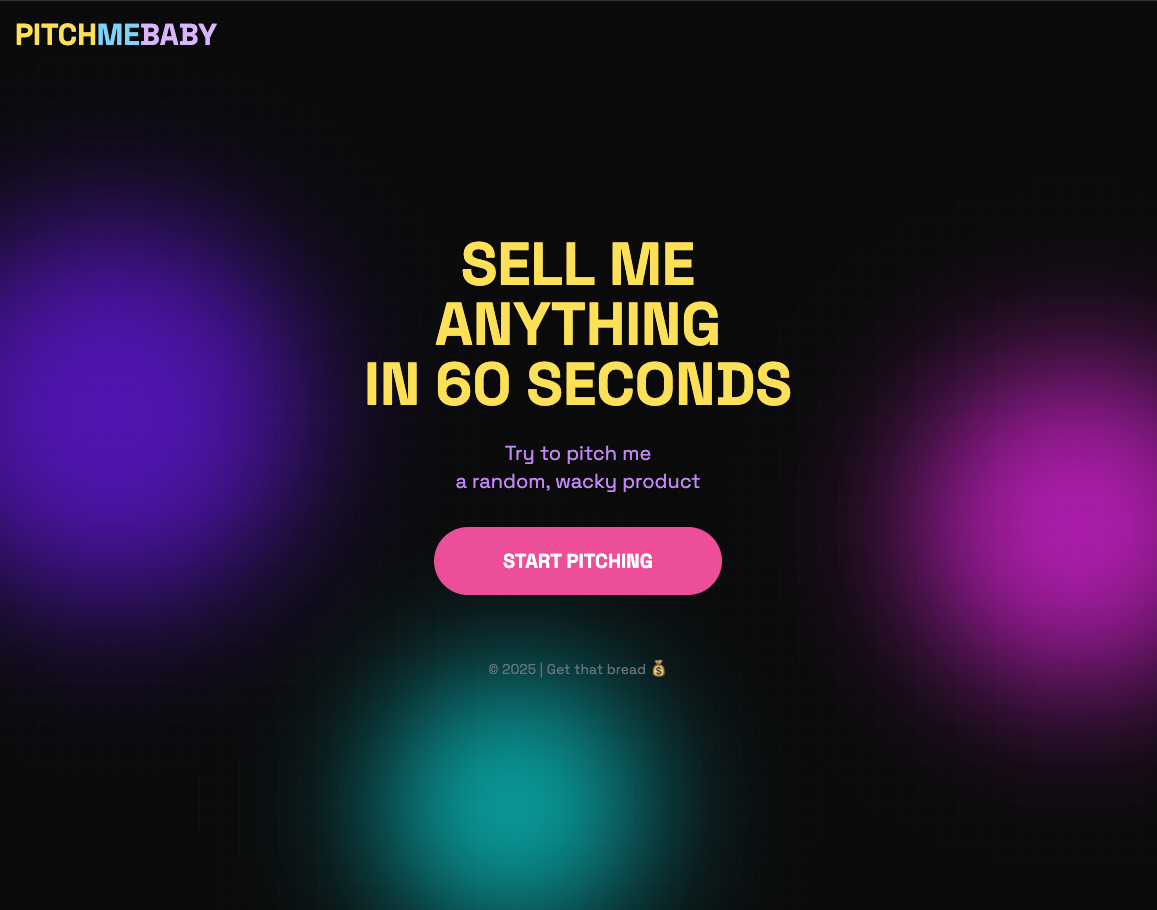 PITCHMEBABY
SELL ME
ANYTHING
IN 60 SECONDS
Try to pitch me
a random, wacky product
START PITCHING
© 2025 | Get that bread 💰